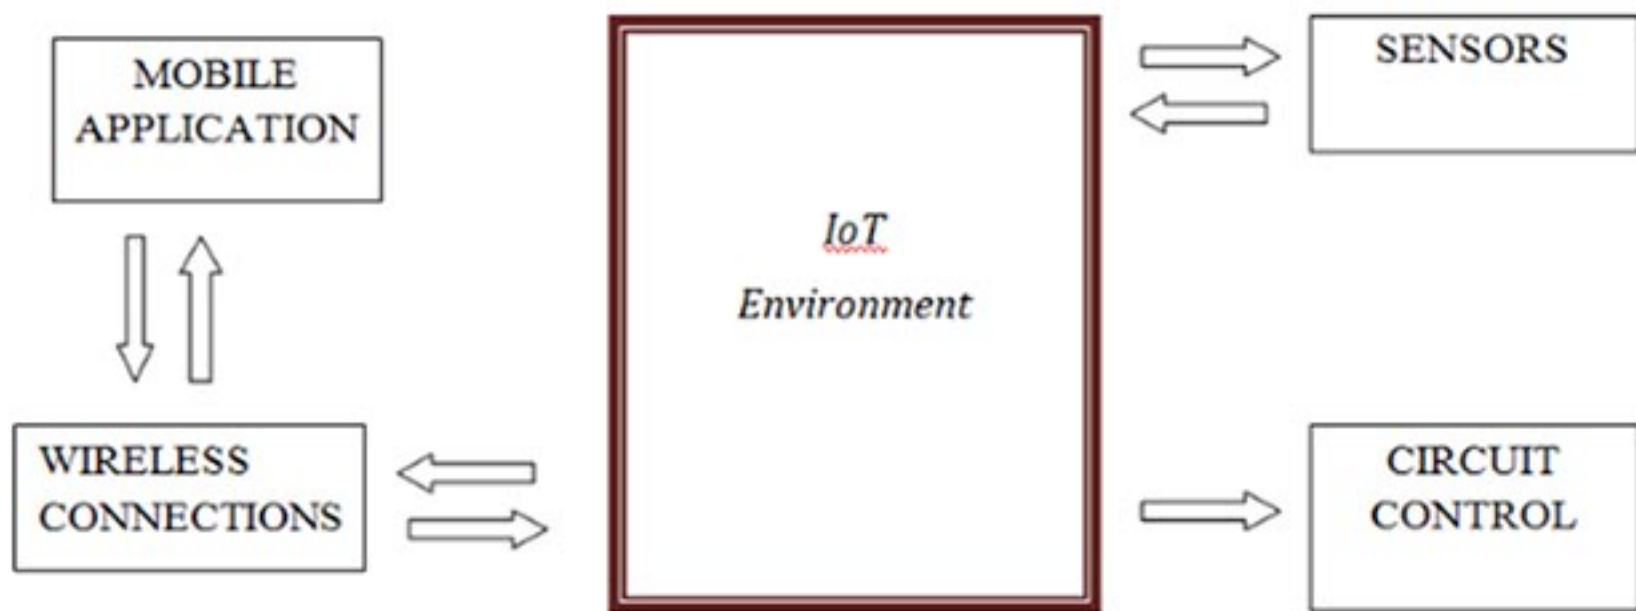 MOBILE
APPLICATION
SENSORS
IoT
Environment
WIRELESS
CONNECTIONS
CIRCUIT
CONTROL